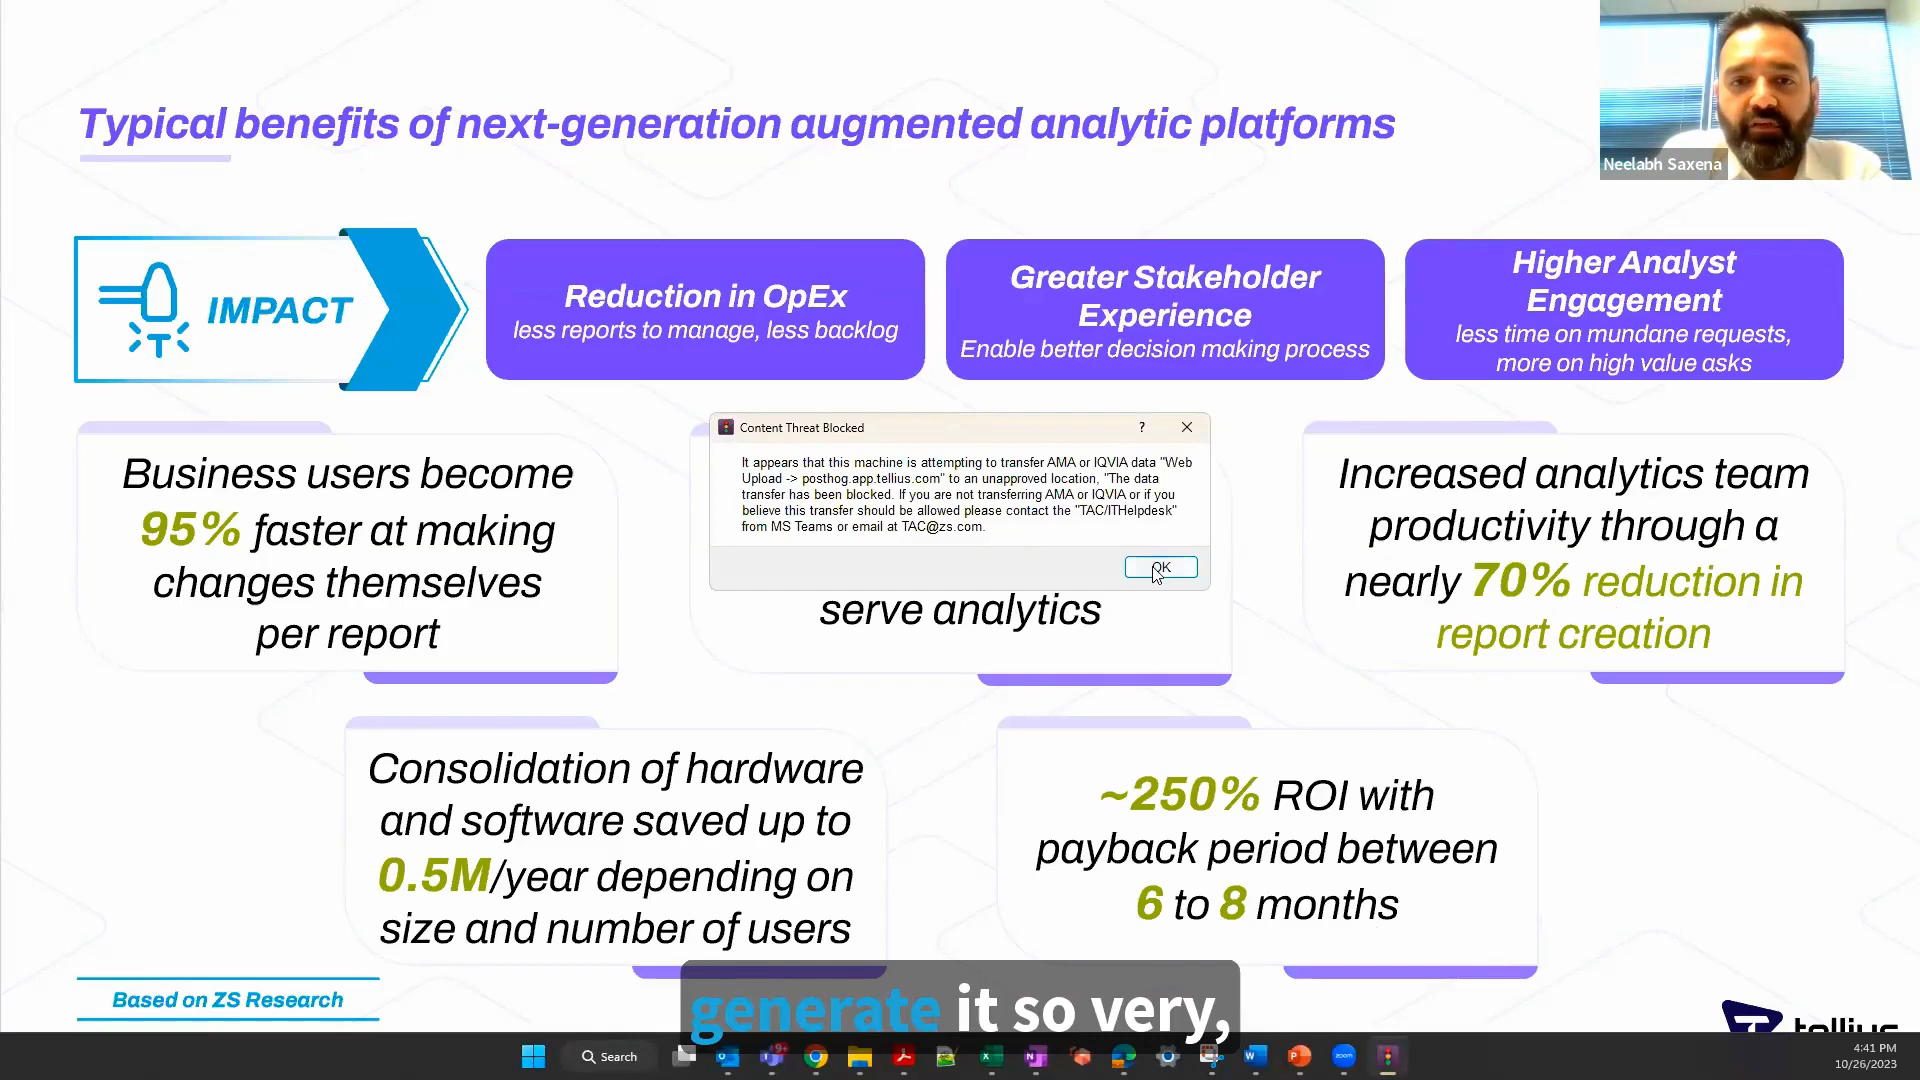 Typical benefits of next-generation augmented analytic platforms
Neelabh Saxena
IMPACT
Reduction in OpEx
less reports to manage, less backlog
Greater Stakeholder
Experience
Enable better decision making process
Higher Analyst
Engagement
less time on mundane requests,
more on high value asks
Business users become
95% faster at making
changes themselves
per report
Content Threat Blocked
?
It appears that this machine is attempting to transfer AMA or IQVIA data "Web
Upload -> posthog.app.tellius.com" to an unapproved location, "The data
transfer has been blocked. If you are not transferring AMA or IQVIA or if you
believe this transfer should be allowed please contact the "TAC/ITHelpdesk"
from MS Teams or email at TAC@zs.com.
OK
serve analytics
Increased analytics team
productivity through a
nearly 70% reduction in
report creation
Consolidation of hardware
and software saved up to
0.5M/year depending on
size and number of users
~250% ROI with
payback period between
6 to 8 months
Based on ZS Research
generate it so very,
tellius
Search
9+
zoom
4:41 PM
10/26/2023